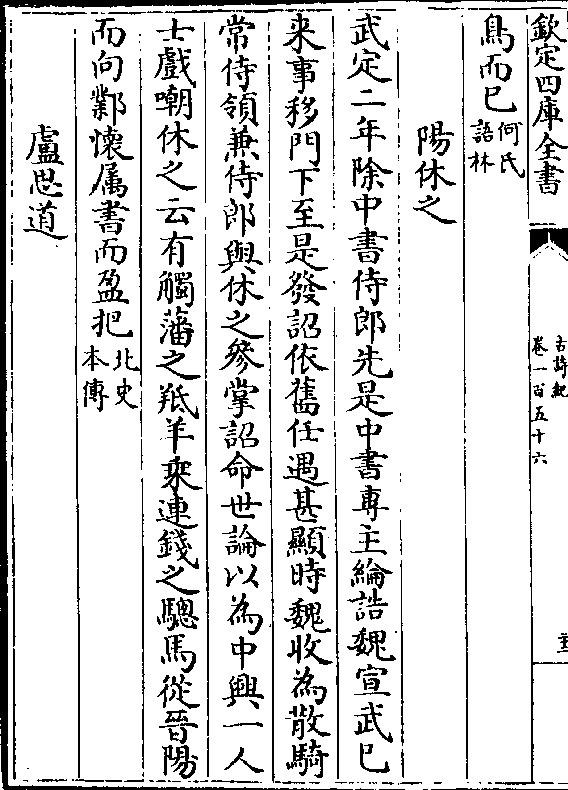 欽定四庫全書
古詩紀
卷一百五十六
鳥而已何氏語林
陽休之
武定二年除中書侍郎先是中書専主綸誥魏宣武已
来事移門下至是發詔依舊任遇甚顯時魏收為散騎
常侍領兼侍郎與休之參掌詔命世論以為中興一人
士戲嘲休之云有觸藩之羝羊乘連錢之驄馬從晉陽
而向鄴懷属書而盈把北史本傳
盧思道